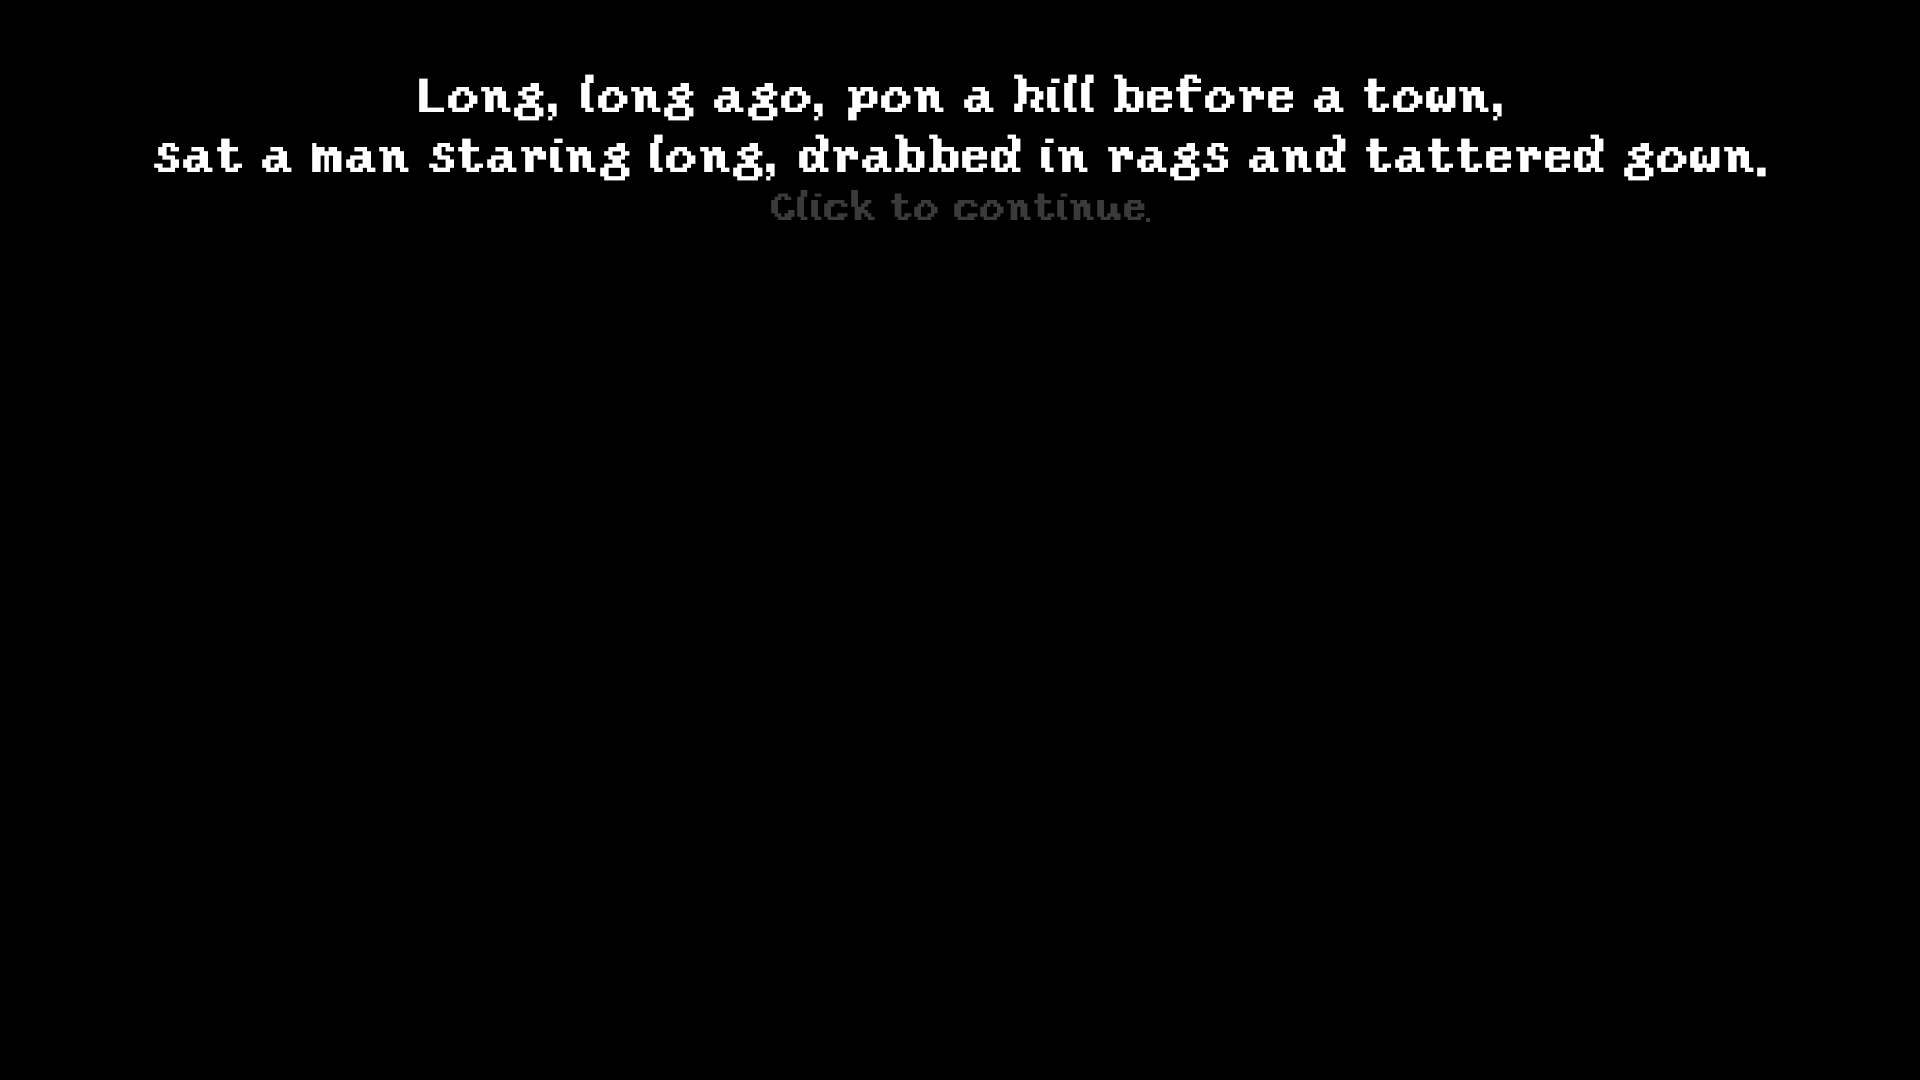 Long, long ago, pon a hill before a town,
sat a man staring long, drabbed in rags and tattered gown.
Click to continue.